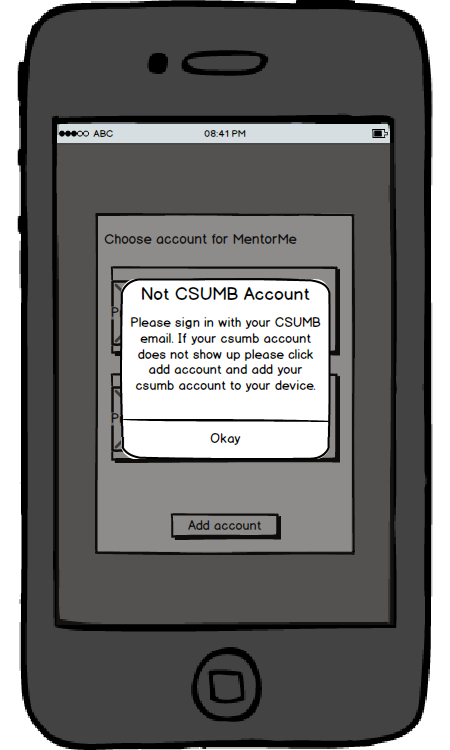 ABC 08:41 PM
Choose account for MentorMe
Not CSUMB Account
Please sign in with your CSUMB
email. If your csumb account
does not show up please click
add account and add your
csumb account to your device.
Okay
Add account